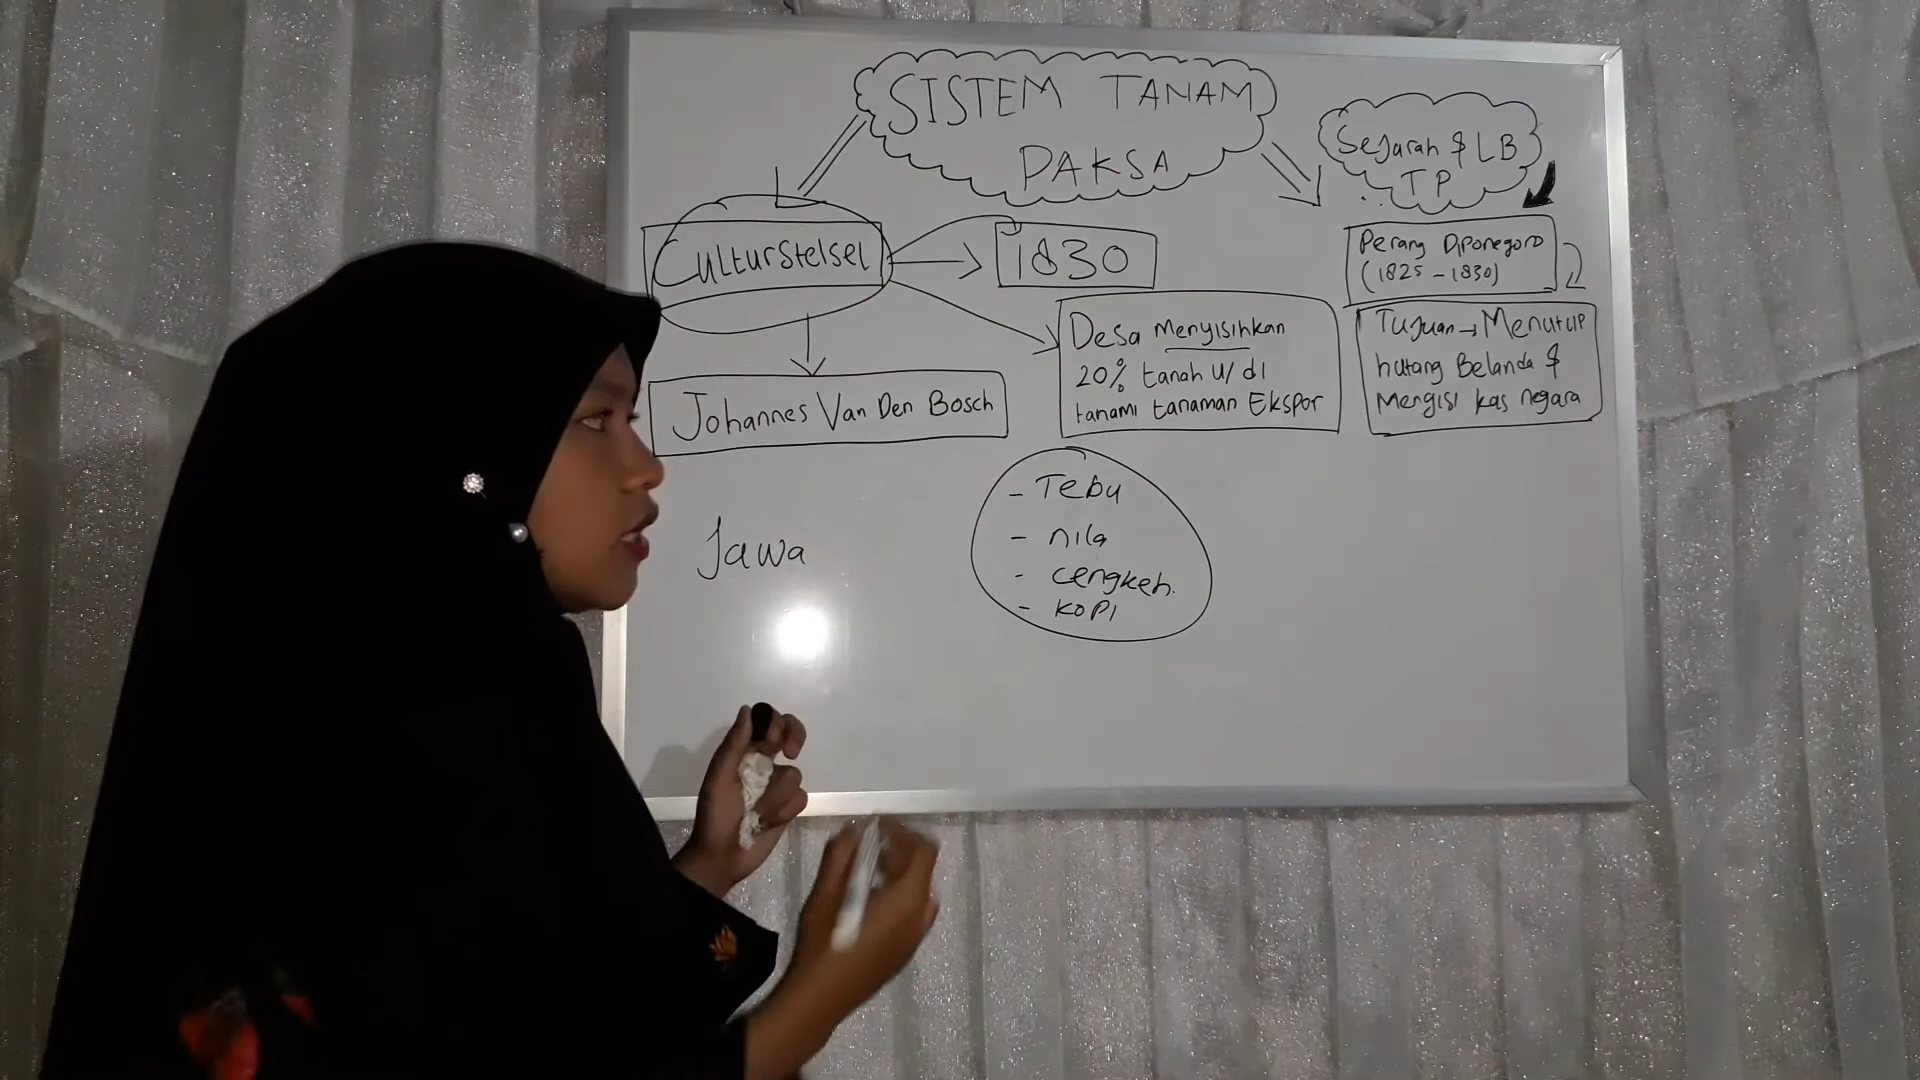 SISTEM TANAM
PAKSA
Sejarah & LB
TP
Culturstelsel
1830
Johannes Van Den Bosch
Desa Menyisihkan
20% tanah u/ di
tanami tanaman Ekspor
- Tebu
- nila
- cengkeh.
- kopi
Jawa
Perang Diponegoro
(1825 - 1830)
Tujuan → Menutup
hutang Belanda &
Mengisi kas negara